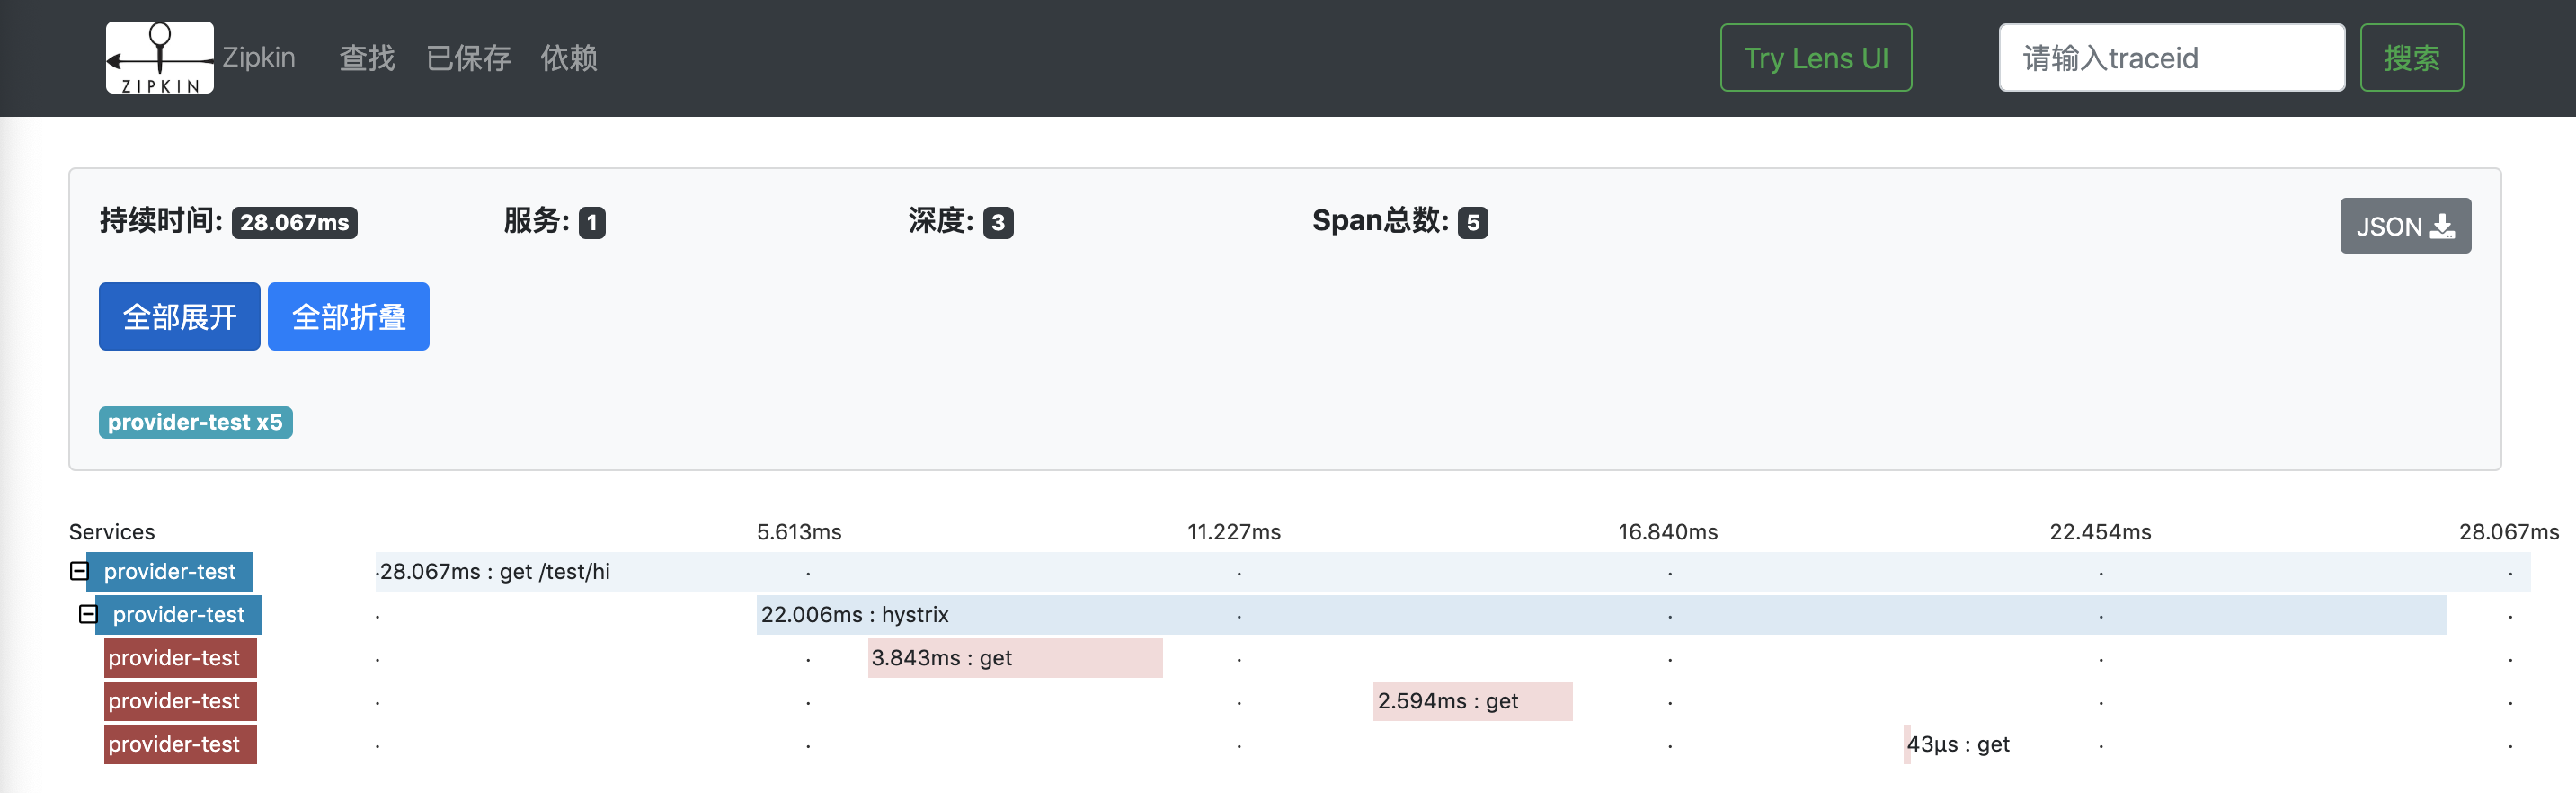 ZIPKIN Zipkin 查找 已保存 依赖 Try Lens UI 请输入traceid 搜索
持续时间: 28.067ms 服务: 1 深度: 3 Span总数: 5 JSON
全部展开 全部折叠
provider-test x5
Services 5.613ms 11.227ms 16.840ms 22.454ms 28.067ms
provider-test 28.067ms : get /test/hi
provider-test 22.006ms : hystrix
provider-test 3.843ms : get
provider-test 2.594ms : get
provider-test 43μs : get